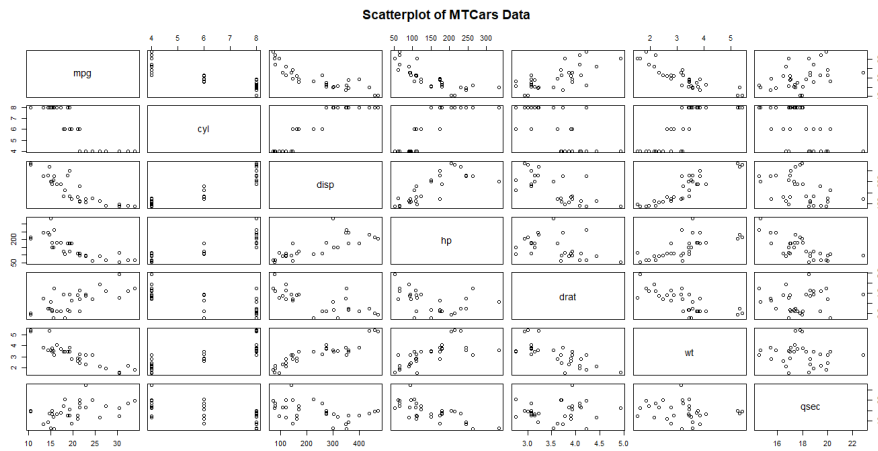 Scatterplot of MTCars Data
4 5 6 7 8 50 100 150 200 250 300 2 3 4 5
mpg
cyl
4 5 6 7 8
disp
hp
50 200
drat
wt
2 3 4 5
qsec
10 15 20 25 30 100 200 300 400 3.0 3.5 4.0 4.5 5.0 16 18 20 22